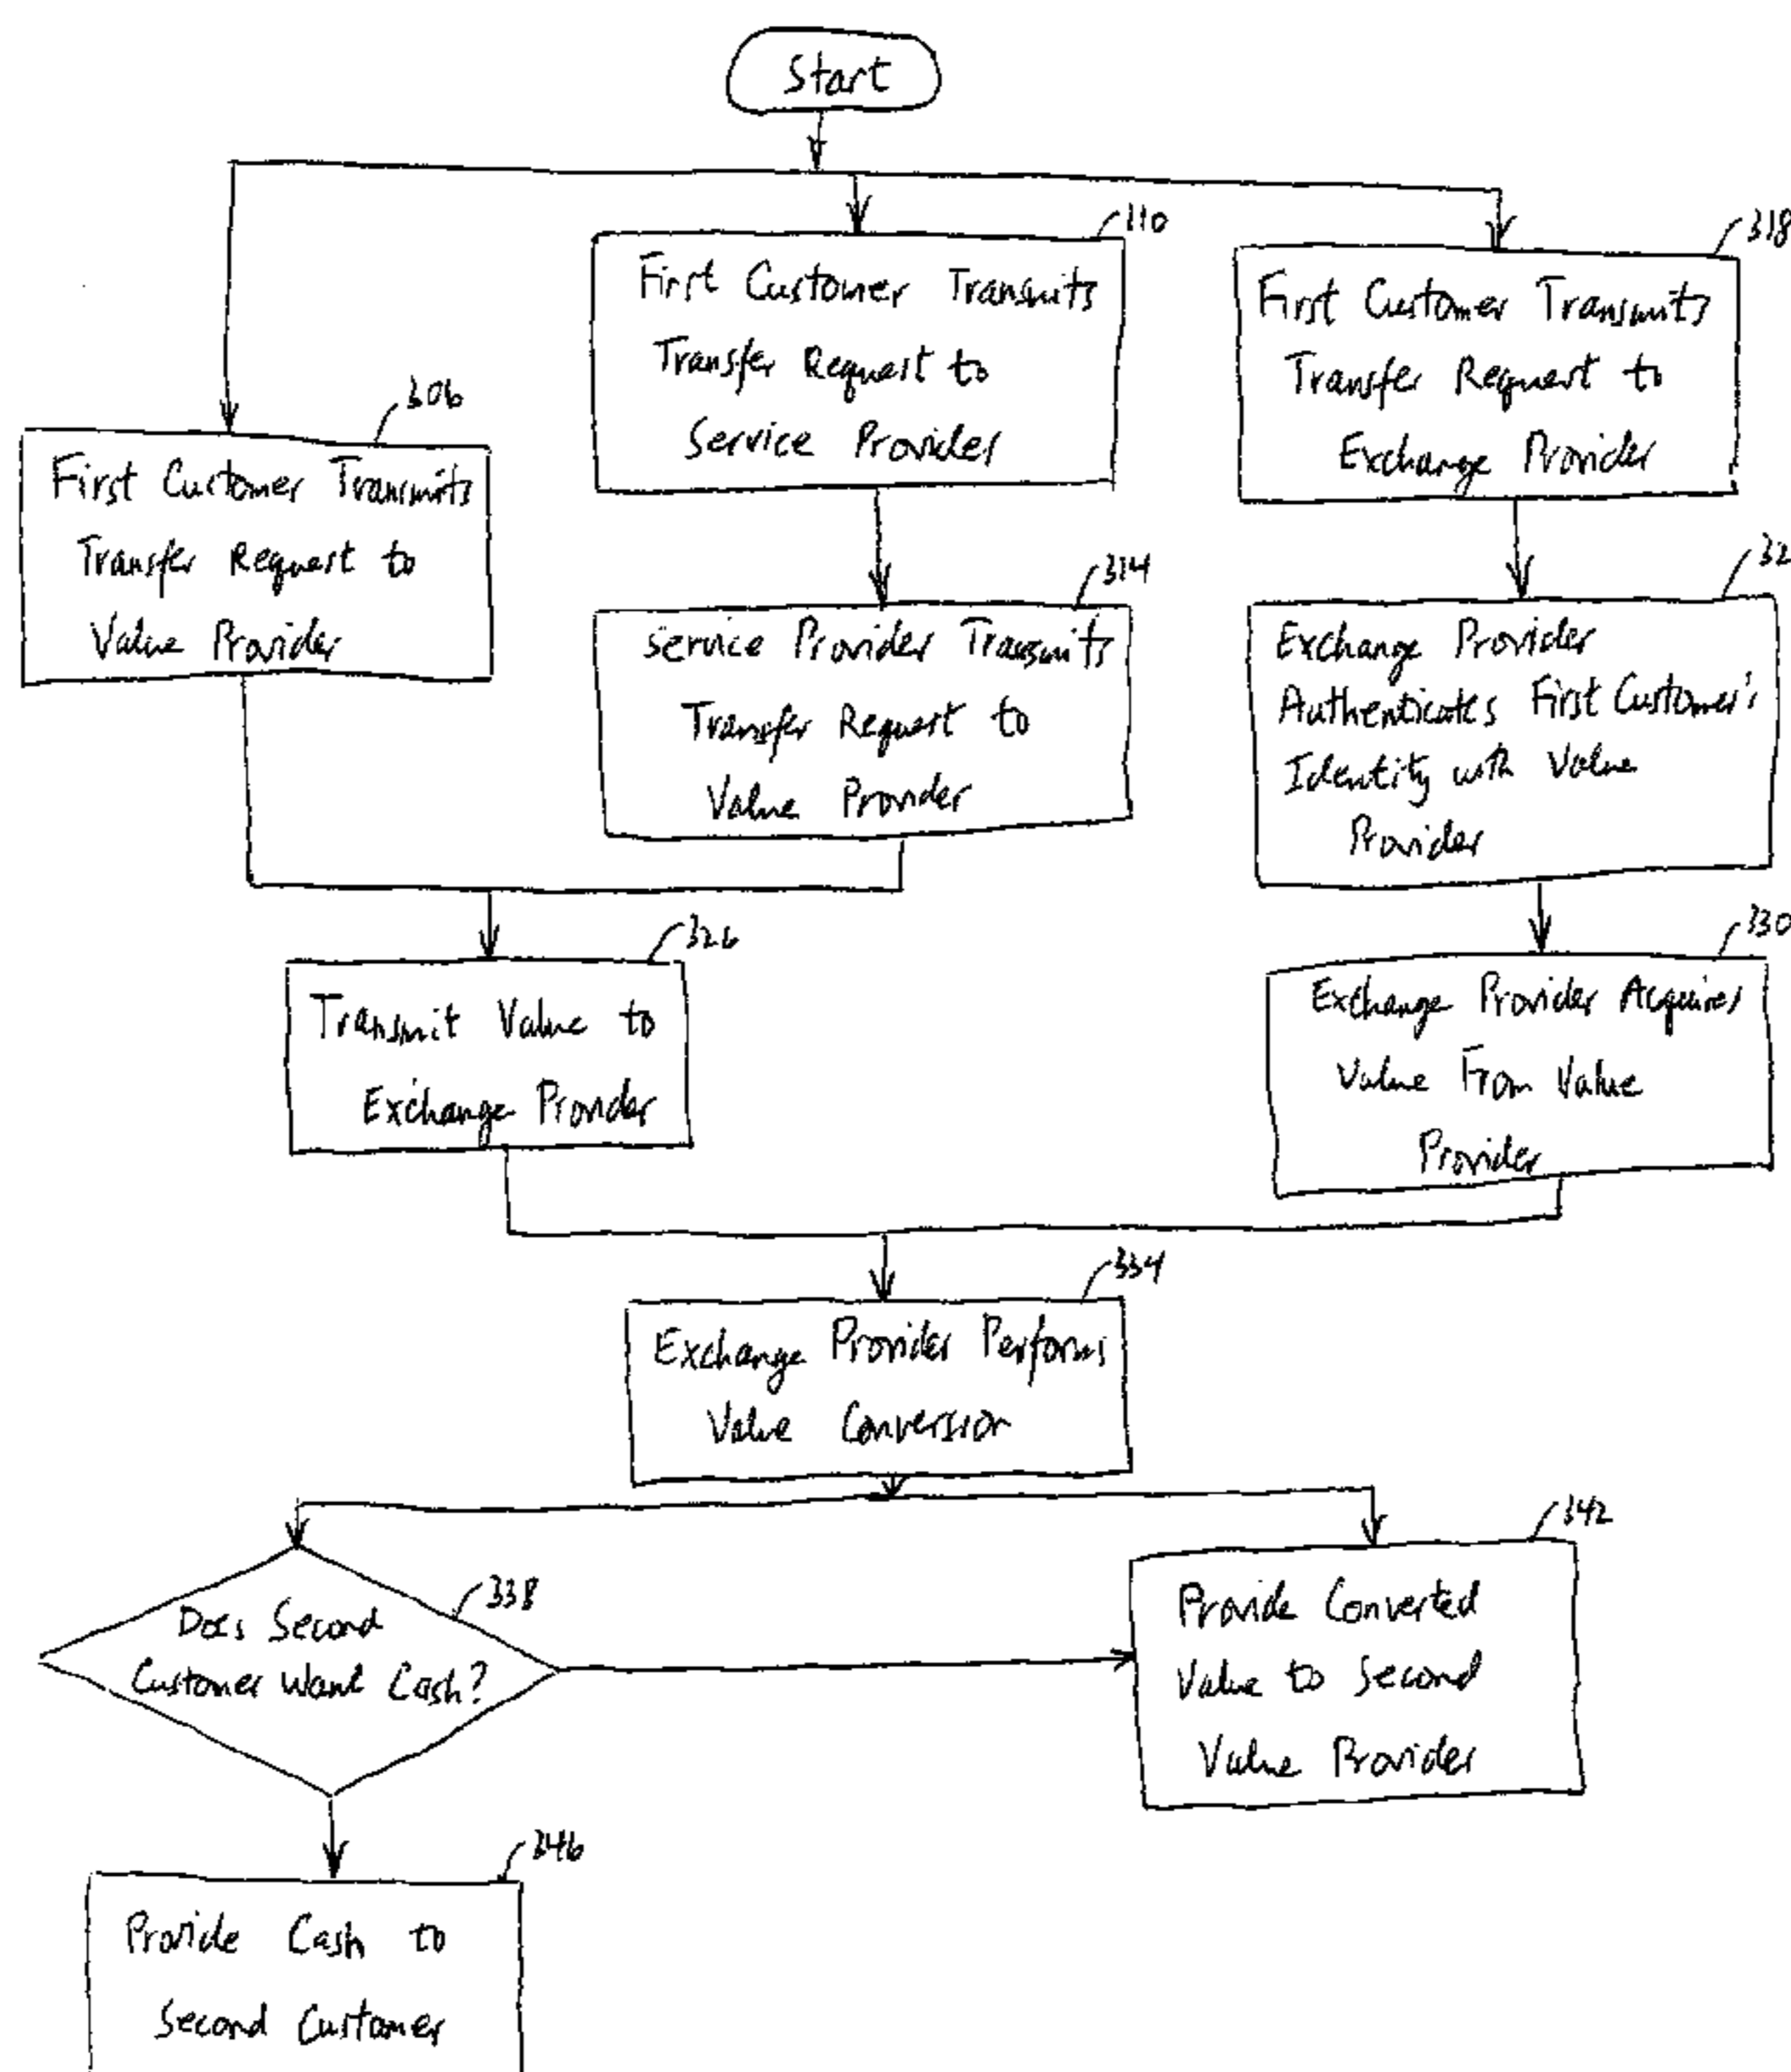 Start
310
First Customer Transmits
Transfer Request to
Service Provider
318
First Customer Transmits
Transfer Request to
Exchange Provider
306
First Customer Transmits
Transfer Request to
Value Provider
314
Service Provider Transmits
Transfer Request to
Value Provider
32
Exchange Provider
Authenticates First Customer's
Identity with Value
Provider
326
Transmit Value to
Exchange Provider
330
Exchange Provider Acquires
Value From Value
Provider
334
Exchange Provider Performs
Value Conversion
338
Does Second
Customer Want Cash?
342
Provide Converted
Value to Second
Value Provider
346
Provide Cash to
Second Customer